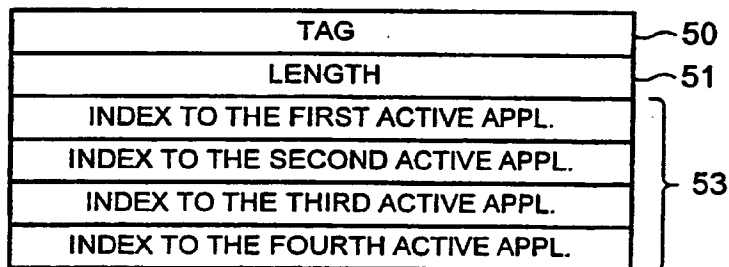 TAG 50
LENGTH 51
INDEX TO THE FIRST ACTIVE APPL.
INDEX TO THE SECOND ACTIVE APPL.
53
INDEX TO THE THIRD ACTIVE APPL.
INDEX TO THE FOURTH ACTIVE APPL.